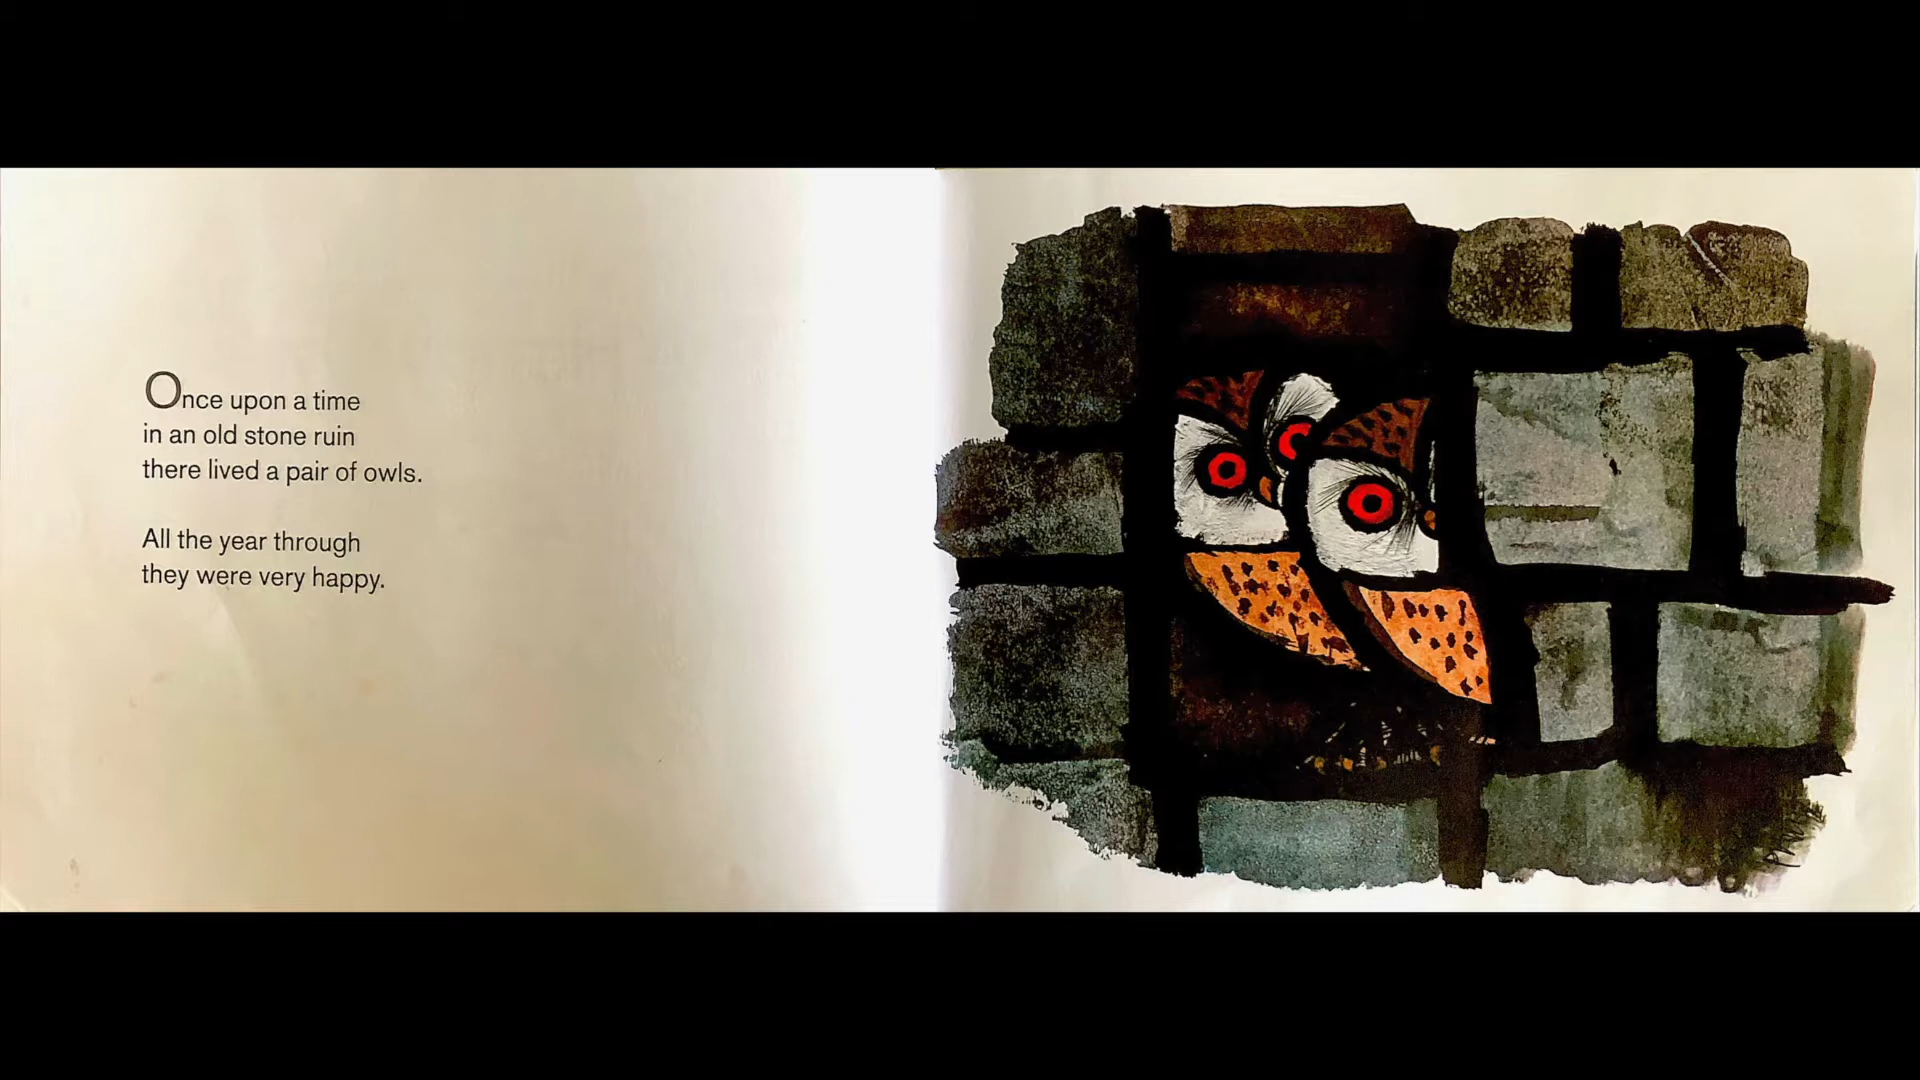 Once upon a time
in an old stone ruin
there lived a pair of owls.
All the year through
they were very happy.